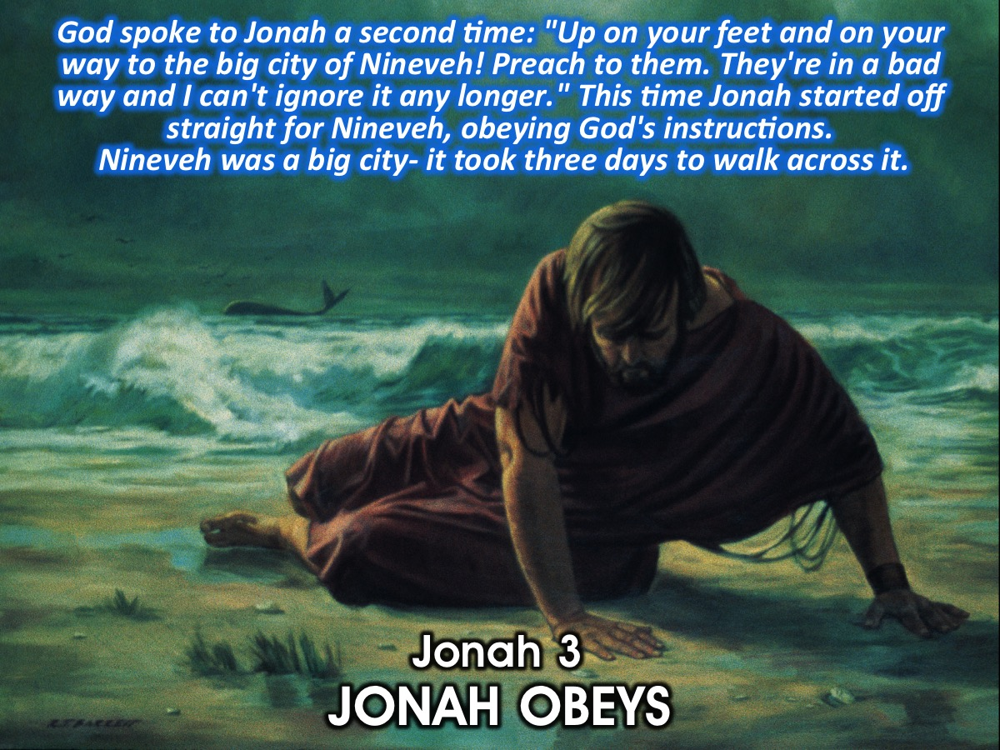 God spoke to Jonah a second time: "Up on your feet and on your
way to the big city of Nineveh! Preach to them. They're in a bad
way and I can't ignore it any longer." This time Jonah started off
straight for Nineveh, obeying God's instructions.
Nineveh was a big city- it took three days to walk across it.
Jonah 3
JONAH OBEYS